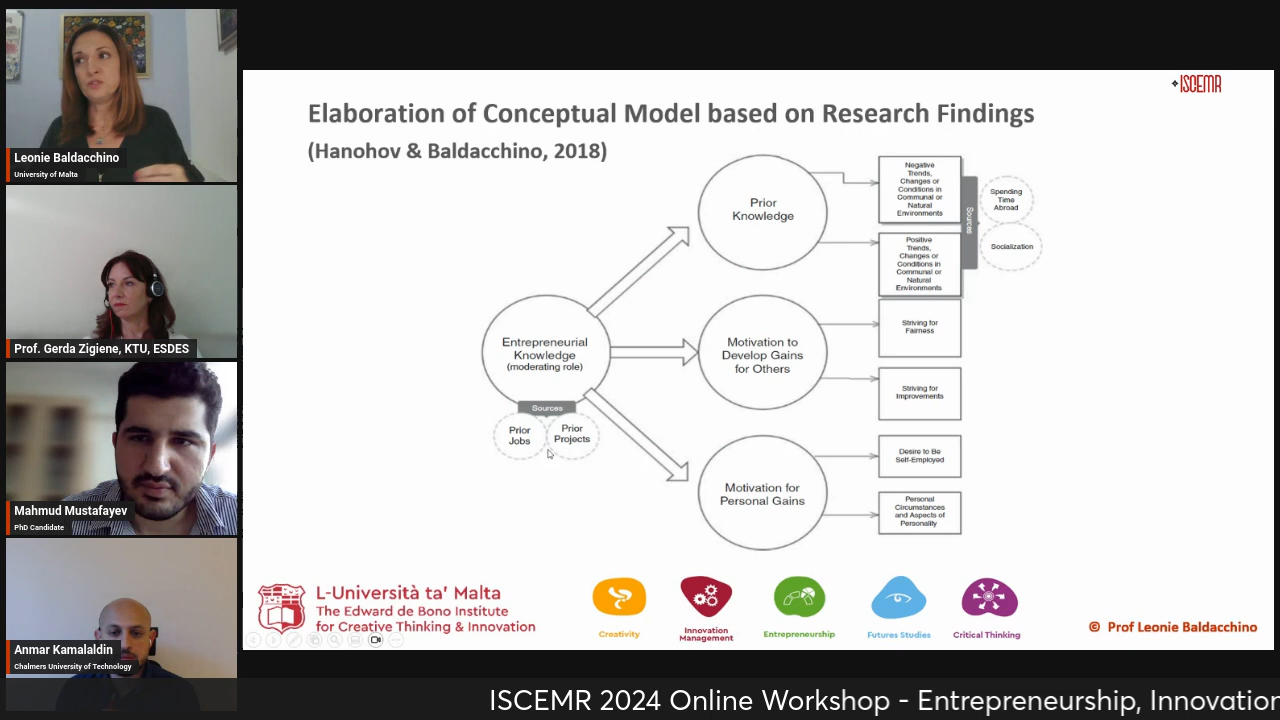 Leonie Baldacchino
University of Malta
Prof. Gerda Zigiene, KTU, ESDES
Mahmud Mustafayev
PhD Candidate
Anmar Kamalaldin
Chalmers University of Technology
ISCEMR
Elaboration of Conceptual Model based on Research Findings
(Hanohov & Baldacchino, 2018)
Entrepreneurial
Knowledge
(moderating role)
Sources
Prior
Jobs
Prior
Projects
Prior
Knowledge
Negative
Trends,
Changes or
Conditions in
Communal or
Natural
Environments
Positive
Trends,
Changes or
Conditions in
Communal or
Natural
Environments
Sources
Spending
Time
Abroad
Socialization
Motivation to
Develop Gains
for Others
Striving for
Fairness
Striving for
Improvements
Motivation for
Personal Gains
Desire to Be
Self-Employed
Personal
Circumstances
and Aspects of
Personality
L-Università ta' Malta
The Edward de Bono Institute
for Creative Thinking & Innovation
Creativity
Innovation
Management
Entrepreneurship
Futures Studies
Critical Thinking
© Prof Leonie Baldacchino
ISCEMR 2024 Online Workshop - Entrepreneurship, Innovation